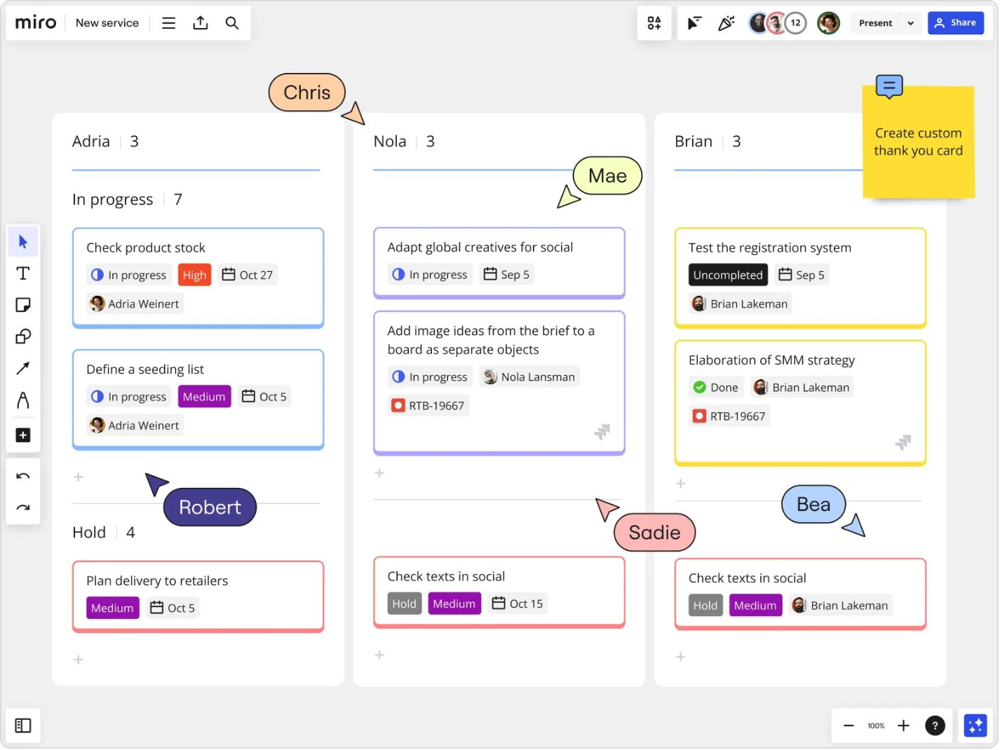 miro
New service
12
Present
Share
Chris
Create custom
thank you card
Adria 3
Nola 3
Brian 3
Mae
In progress 7
Check product stock
In progress High Oct 27
Adria Weinert
Adapt global creatives for social
In progress Sep 5
Test the registration system
Uncompleted Sep 5
Brian Lakeman
Define a seeding list
In progress Medium Oct 5
Adria Weinert
Add image ideas from the brief to a
board as separate objects
In progress Nola Lansman
RTB-19667
Elaboration of SMM strategy
Done Brian Lakeman
RTB-19667
Robert
Sadie
Bea
Hold 4
Plan delivery to retailers
Medium Oct 5
Check texts in social
Hold Medium Oct 15
Check texts in social
Hold Medium Brian Lakeman
100%
?